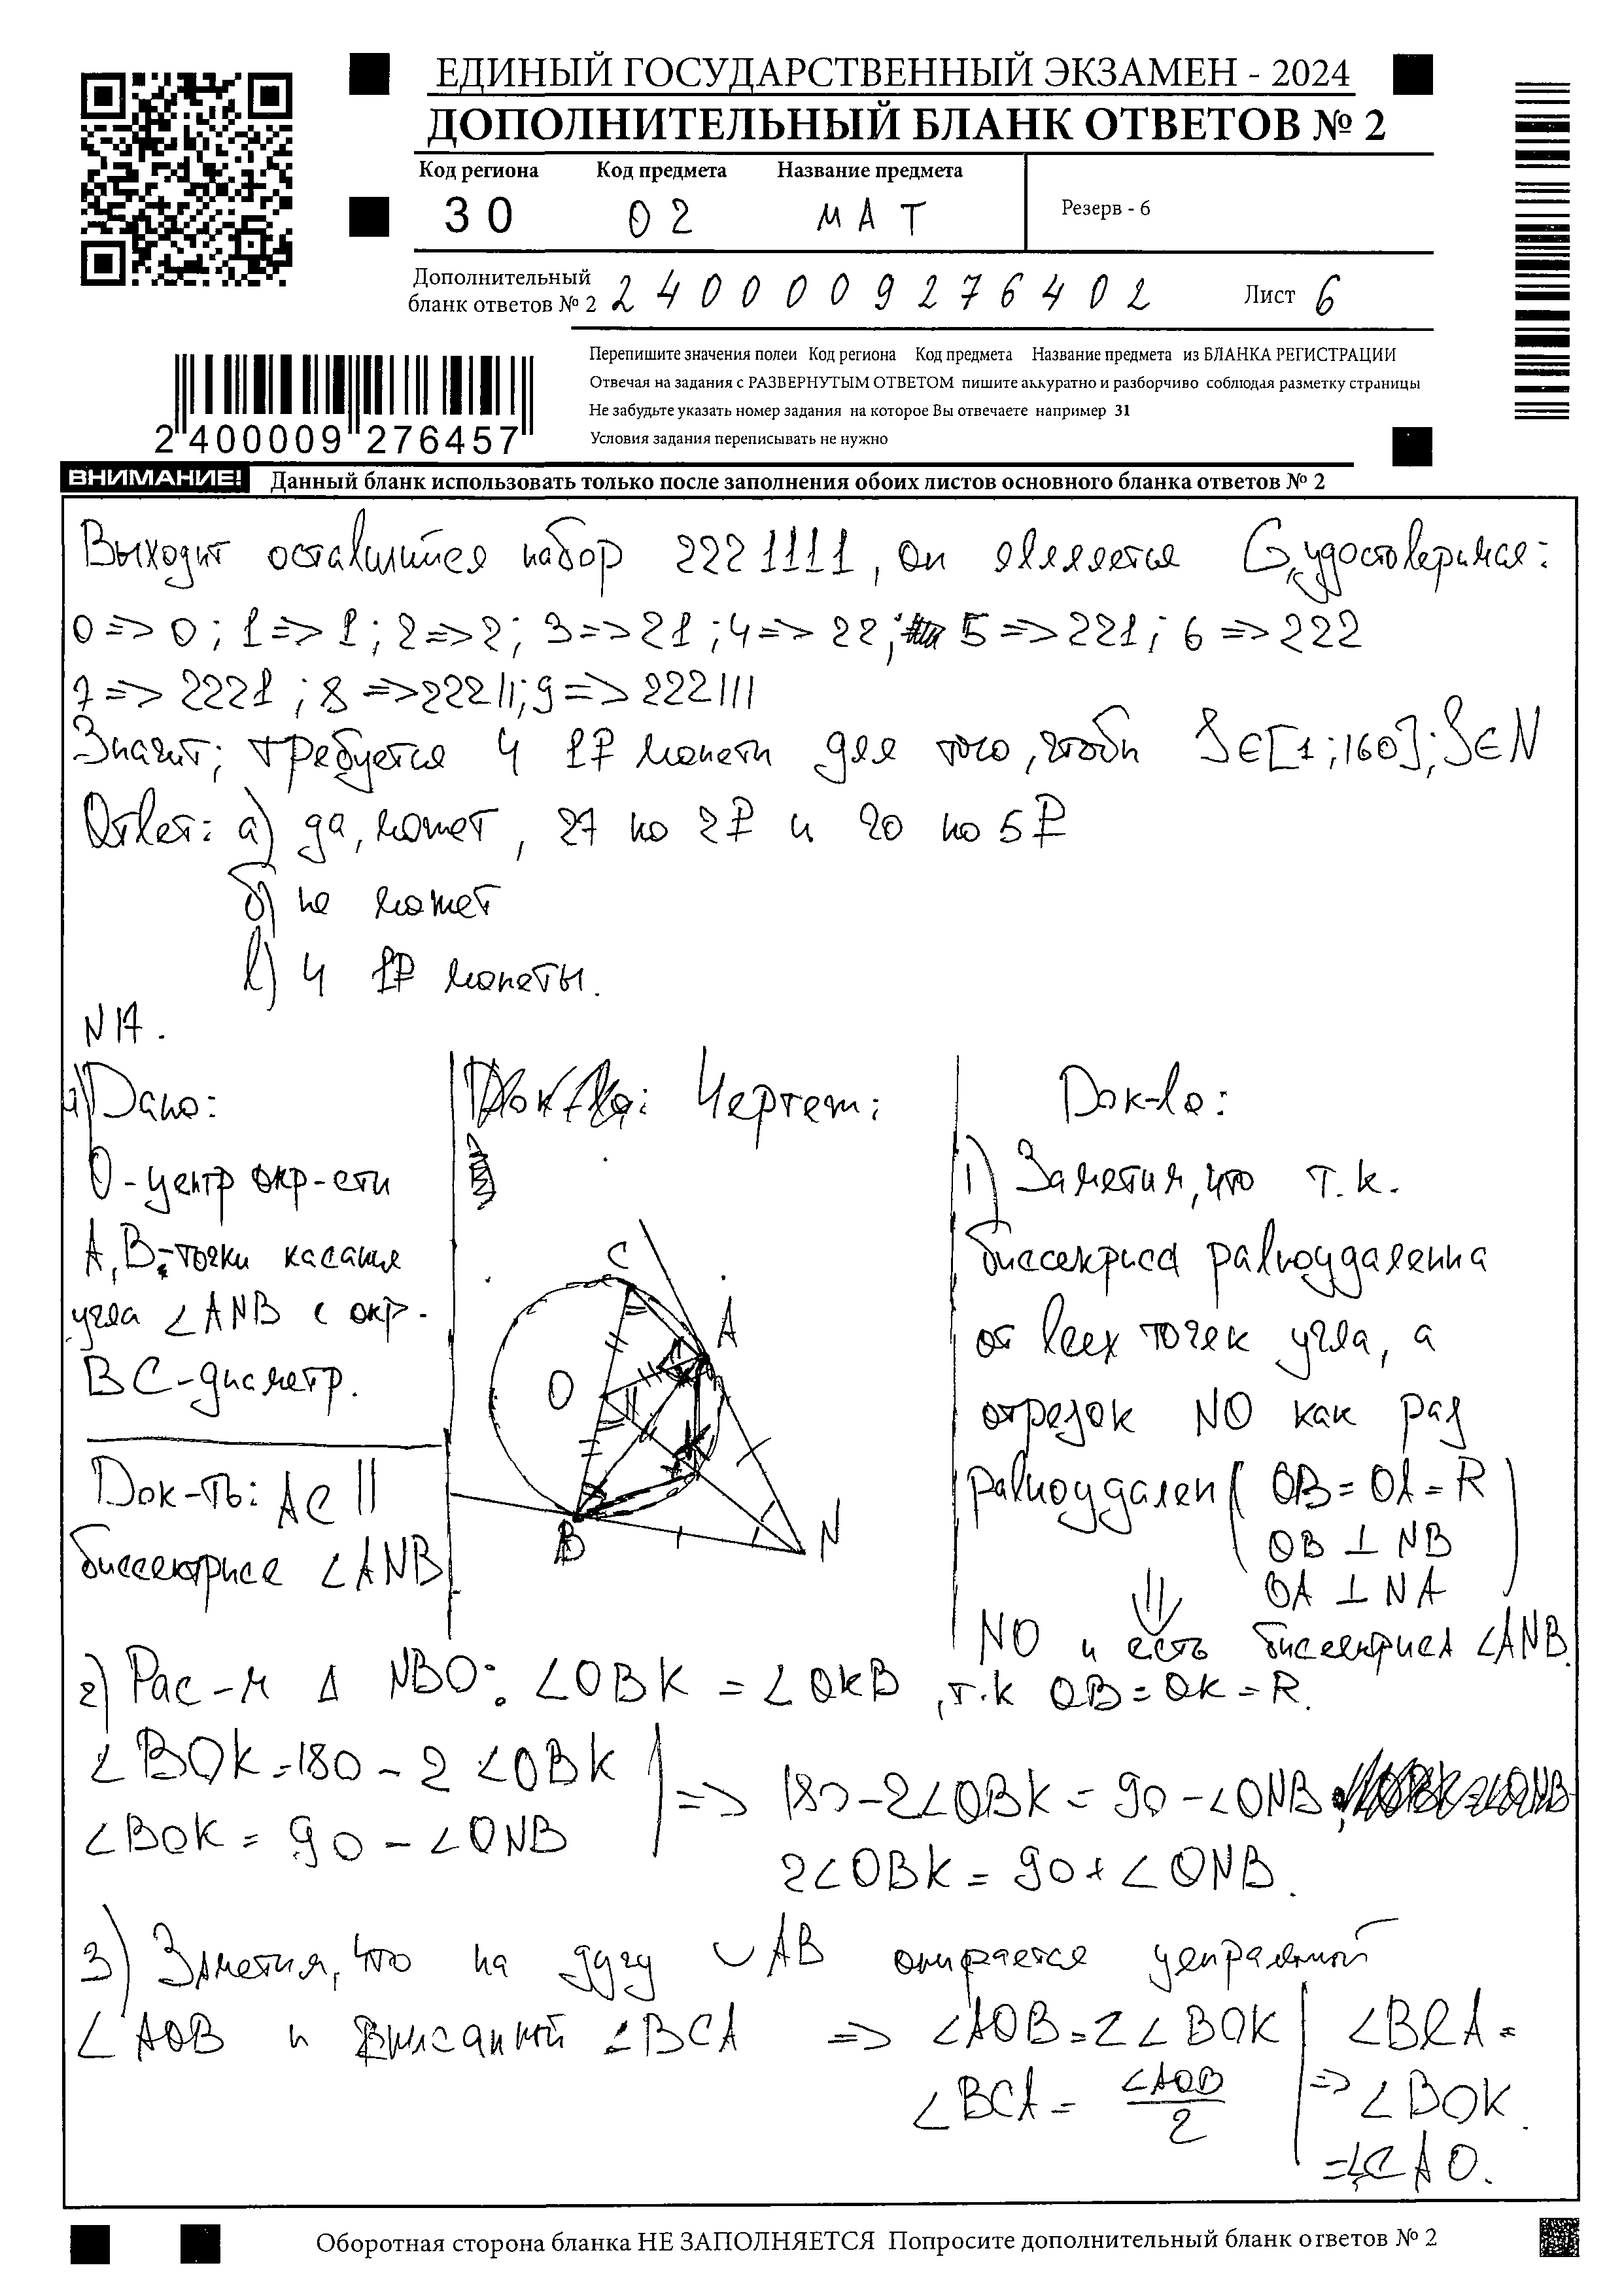 ЕДИНЫЙ ГОСУДАРСТВЕННЫЙ ЭКЗАМЕН - 2024
ДОПОЛНИТЕЛЬНЫЙ БЛАНК ОТВЕТОВ № 2
Код региона Код предмета Название предмета
30 02 МАТ
Резерв - 6
Дополнительный бланк ответов № 2 2400009276402 Лист 6
Перепишите значения полей Код региона Код предмета Название предмета из БЛАНКА РЕГИСТРАЦИИ
Отвечая на задания с РАЗВЕРНУТЫМ ОТВЕТОМ пишите аккуратно и разборчиво соблюдая разметку страницы
Не забудьте указать номер задания на которое Вы отвечаете например 31
Условия задания переписывать не нужно
2 400009 276457
ВНИМАНИЕ! Данный бланк использовать только после заполнения обоих листов основного бланка ответов № 2
Выходит оставшийся набор 2221111, он является G, удостоверимся:
0=>0; 1=>1; 2=>2; 3=>21; 4=>22; 5=>221; 6=>222
7=>2221; 8=>22211; 9=>222111
Значит; требуется 4 1₽ монеты для того, чтобы S∈[1;160]; S∈N
Ответ: а) да, может, 27 по 2₽ и 20 по 5₽
б) не может
в) 4 1₽ монеты.
N17.
а) Дано:
О-центр окр-сти
A,B-точки касания
угла ∠ANB с окр.
BC-диаметр.
Док-ть: AC ||
биссектрисе ∠ANB
Чертеж:
C
A
O
K
B
N
Док-во:
1) Заметим, что т.к.
биссектриса равноудаленна
от всех точек угла, а
отрезок NO как раз
равноудален (OB=OA=R
OB⊥NB
OA⊥NA)
⇓
NO и есть биссектриса ∠ANB.
2) Рас-м Δ NBO: ∠OBK = ∠OKB, т.к OB=OK=R.
∠BOK=180-2∠OBK
∠BOK=90-∠ONB
=> 180-2∠OBK=90-∠ONB,
2∠OBK=90+∠ONB.
3) Заметим, что на дугу ∪AB опирается центральный
∠AOB и вписанный ∠BCA => ∠AOB=2∠BOK | ∠BCA=
∠BCA=∠AOB/2 | => ∠BOK.
=∠CAO.
Оборотная сторона бланка НЕ ЗАПОЛНЯЕТСЯ Попросите дополнительный бланк ответов № 2